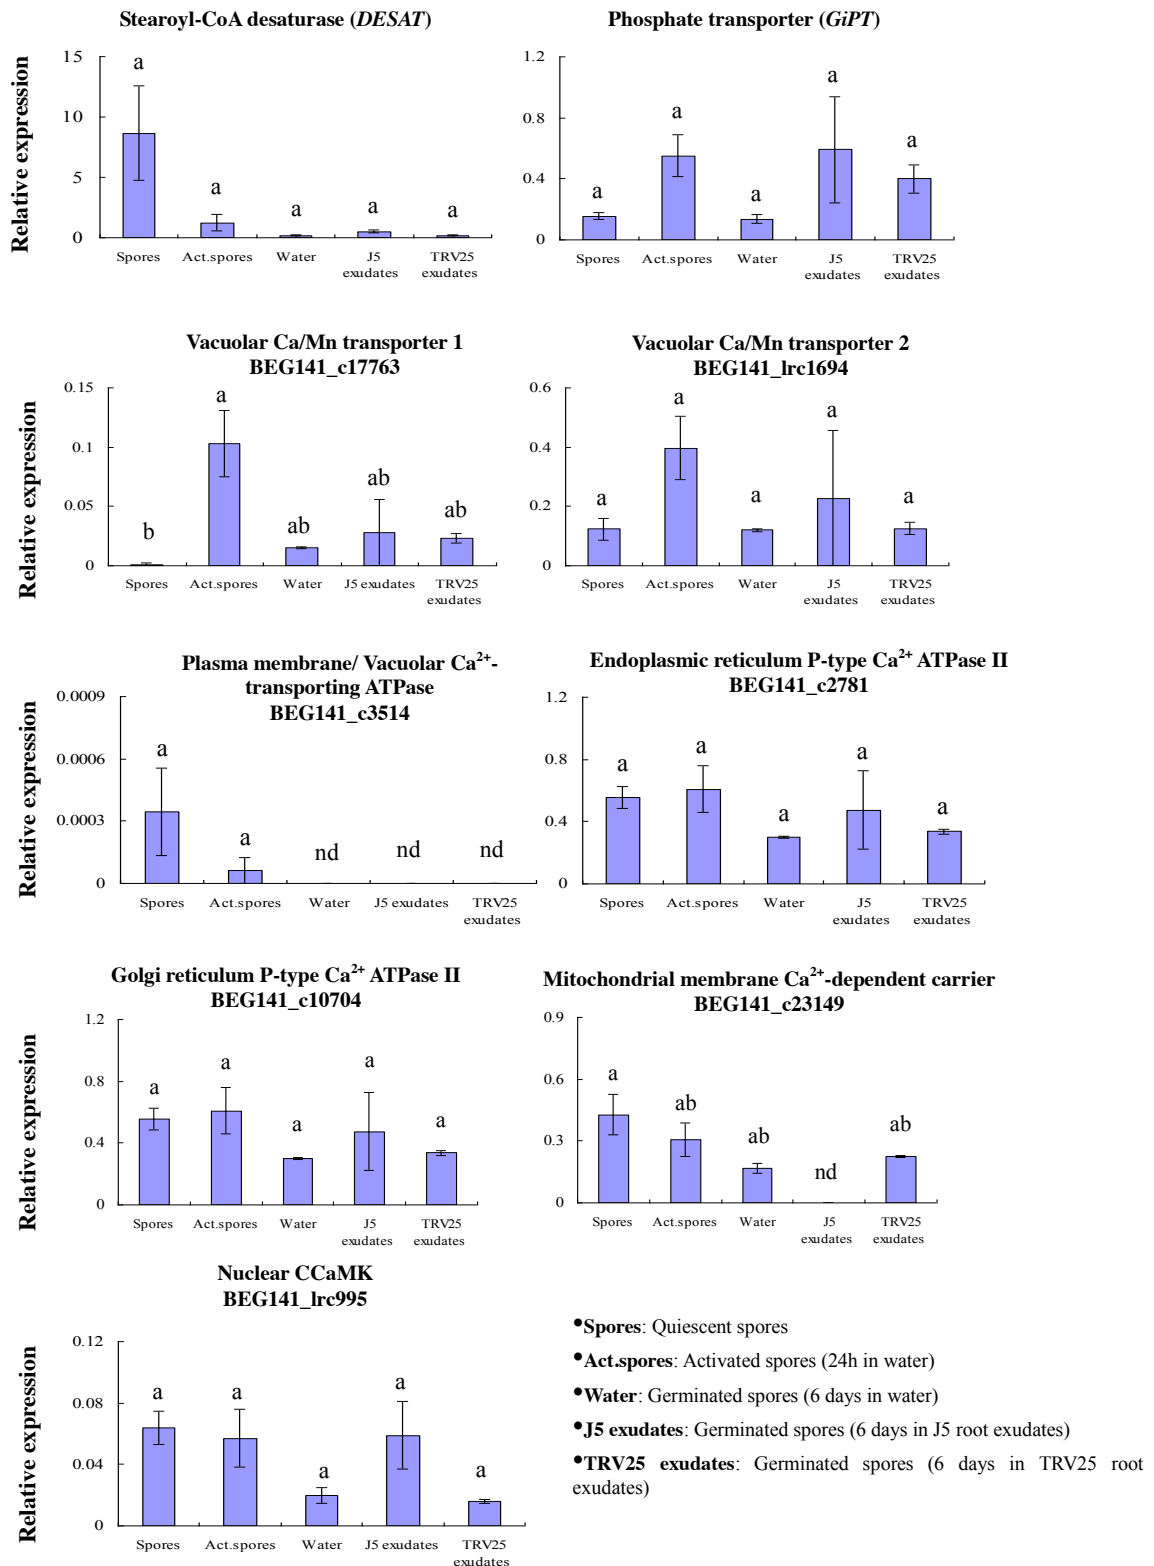 Stearoyl-CoA desaturase (DESAT)
Relative expression
15
10
5
0
a
a
a
a
a
Spores
Act.spores
Water
J5
exudates
TRV25
exudates
Phosphate transporter (GiPT)
1.2
0.8
0.4
0
a
a
a
a
a
Spores
Act.spores
Water
J5
exudates
TRV25
exudates
Vacuolar Ca/Mn transporter 1
BEG141_c17763
Relative expression
0.15
0.1
0.05
0
b
a
ab
ab
ab
Spores
Act.spores
Water
J5 exudates
TRV25
exudates
Vacuolar Ca/Mn transporter 2
BEG141_lrc1694
0.6
0.4
0.2
0
a
a
a
a
a
Spores
Act.spores
Water
J5
exudates
TRV25
exudates
Plasma membrane/ Vacuolar Ca²⁺-
transporting ATPase
BEG141_c3514
Relative expression
0.0009
0.0006
0.0003
0
a
a
nd
nd
nd
Spores
Act.spores
Water
J5 exudates
TRV25
exudates
Endoplasmic reticulum P-type Ca²⁺ ATPase II
BEG141_c2781
1.2
0.8
0.4
0
a
a
a
a
a
Spores
Act.spores
Water
J5
exudates
TRV25
exudates
Golgi reticulum P-type Ca²⁺ ATPase II
BEG141_c10704
Relative expression
1.2
0.8
0.4
0
a
a
a
a
a
Spores
Act.spores
Water
J5
exudates
TRV25
exudates
Mitochondrial membrane Ca²⁺-dependent carrier
BEG141_c23149
0.9
0.6
0.3
0
a
ab
ab
nd
ab
Spores
Act.spores
Water
J5
exudates
TRV25
exudates
Nuclear CCaMK
BEG141_lrc995
Relative expression
0.12
0.08
0.04
0
a
a
a
a
a
Spores
Act.spores
Water
J5 exudates
TRV25
exudates
•Spores: Quiescent spores
•Act.spores: Activated spores (24h in water)
•Water: Germinated spores (6 days in water)
•J5 exudates: Germinated spores (6 days in J5 root exudates)
•TRV25 exudates: Germinated spores (6 days in TRV25 root
exudates)